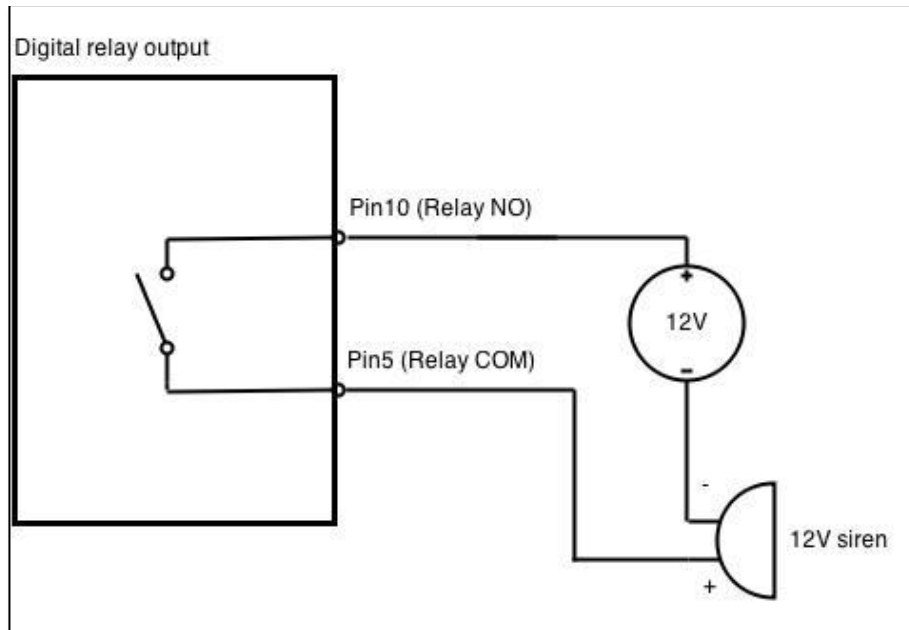 Digital relay output
Pin10 (Relay NO)
+
12V
Pin5 (Relay COM)
-
-
12V siren
+